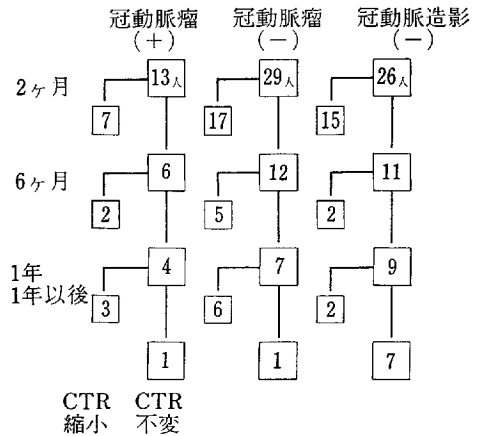 冠動脈瘤 冠動脈瘤 冠動脈造影
(+) (−) (−)
2ヶ月 13人 29人 26人
7 17 15
6ヶ月 6 12 11
2 5 2
1年 4 7 9
1年以後 3 6 2
1 1 7
CTR CTR
縮小 不変